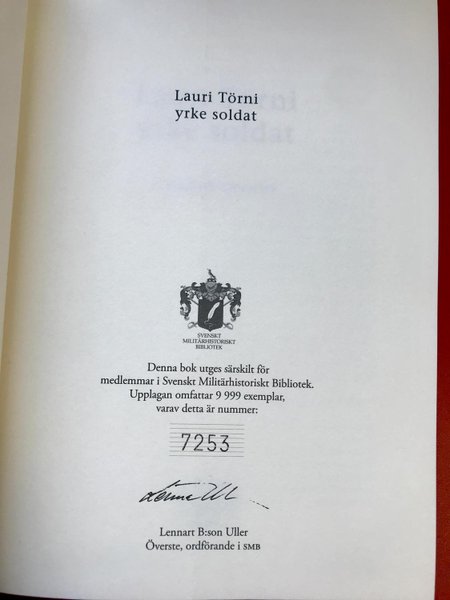 Lauri Törni
yrke soldat
SVENSKT
MILITÄRHISTORISKT
BIBLIOTEK
Denna bok utges särskilt för
medlemmar i Svenskt Militärhistoriskt Bibliotek.
Upplagan omfattar 9 999 exemplar,
varav detta är nummer:
7253
Lennart B:son Uller
Överste, ordförande i SMB